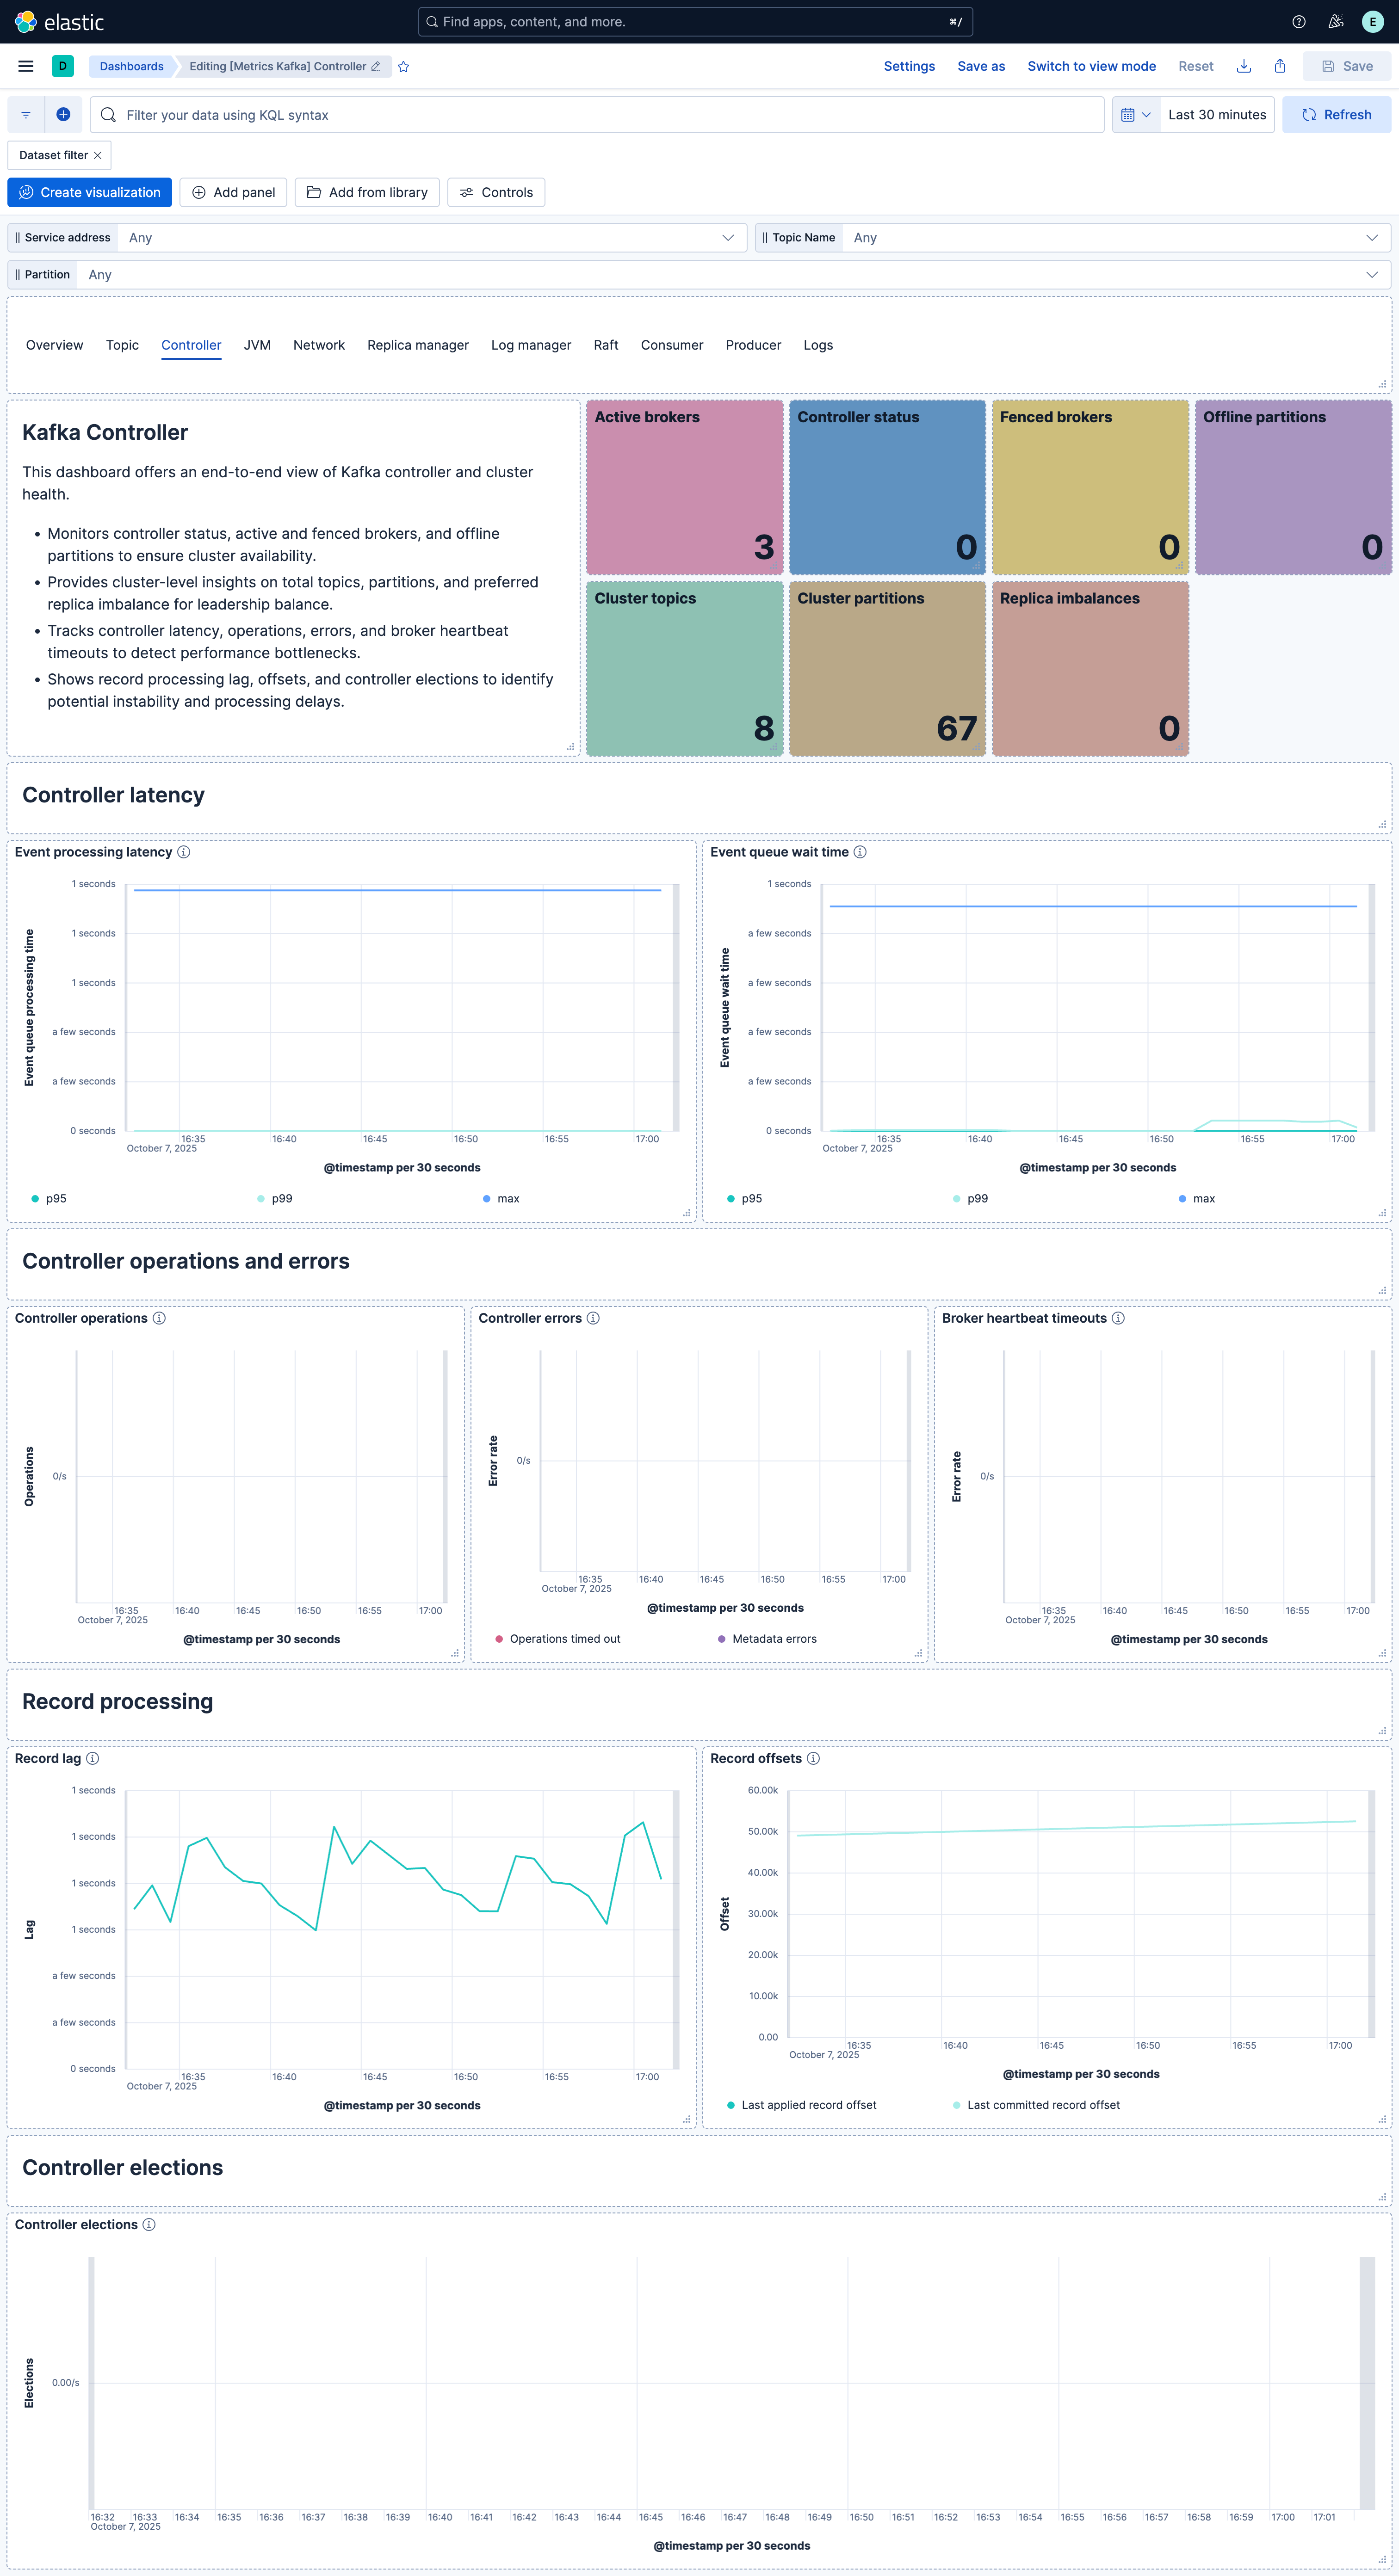 elastic
Find apps, content, and more.
⌘/
E
D
Dashboards
Editing [Metrics Kafka] Controller
Settings
Save as
Switch to view mode
Reset
Save
Filter your data using KQL syntax
Last 30 minutes
Refresh
Dataset filter
Create visualization
Add panel
Add from library
Controls
Service address
Any
Topic Name
Any
Partition
Any
Overview
Topic
Controller
JVM
Network
Replica manager
Log manager
Raft
Consumer
Producer
Logs
Kafka Controller
This dashboard offers an end-to-end view of Kafka controller and cluster
health.
• Monitors controller status, active and fenced brokers, and offline
partitions to ensure cluster availability.
• Provides cluster-level insights on total topics, partitions, and preferred
replica imbalance for leadership balance.
• Tracks controller latency, operations, errors, and broker heartbeat
timeouts to detect performance bottlenecks.
• Shows record processing lag, offsets, and controller elections to identify
potential instability and processing delays.
Active brokers
3
Controller status
0
Fenced brokers
0
Offline partitions
0
Cluster topics
8
Cluster partitions
67
Replica imbalances
0
Controller latency
Event processing latency
Event queue processing time
1 seconds
1 seconds
1 seconds
a few seconds
a few seconds
0 seconds
16:35
16:40
16:45
16:50
16:55
17:00
October 7, 2025
@timestamp per 30 seconds
p95
p99
max
Event queue wait time
Event queue wait time
1 seconds
a few seconds
a few seconds
a few seconds
a few seconds
0 seconds
16:35
16:40
16:45
16:50
16:55
17:00
October 7, 2025
@timestamp per 30 seconds
p95
p99
max
Controller operations and errors
Controller operations
Operations
0/s
16:35
16:40
16:45
16:50
16:55
17:00
October 7, 2025
@timestamp per 30 seconds
Controller errors
Error rate
0/s
16:35
16:40
16:45
16:50
16:55
17:00
October 7, 2025
@timestamp per 30 seconds
Operations timed out
Metadata errors
Broker heartbeat timeouts
Error rate
0/s
16:35
16:40
16:45
16:50
16:55
17:00
October 7, 2025
@timestamp per 30 seconds
Record processing
Record lag
Lag
1 seconds
1 seconds
1 seconds
1 seconds
a few seconds
a few seconds
0 seconds
16:35
16:40
16:45
16:50
16:55
17:00
October 7, 2025
@timestamp per 30 seconds
Record offsets
Offset
60.00k
50.00k
40.00k
30.00k
20.00k
10.00k
0.00
16:35
16:40
16:45
16:50
16:55
17:00
October 7, 2025
@timestamp per 30 seconds
Last applied record offset
Last committed record offset
Controller elections
Controller elections
Elections
0.00/s
16:32
16:33
16:34
16:35
16:36
16:37
16:38
16:39
16:40
16:41
16:42
16:43
16:44
16:45
16:46
16:47
16:48
16:49
16:50
16:51
16:52
16:53
16:54
16:55
16:56
16:57
16:58
16:59
17:00
17:01
October 7, 2025
@timestamp per 30 seconds